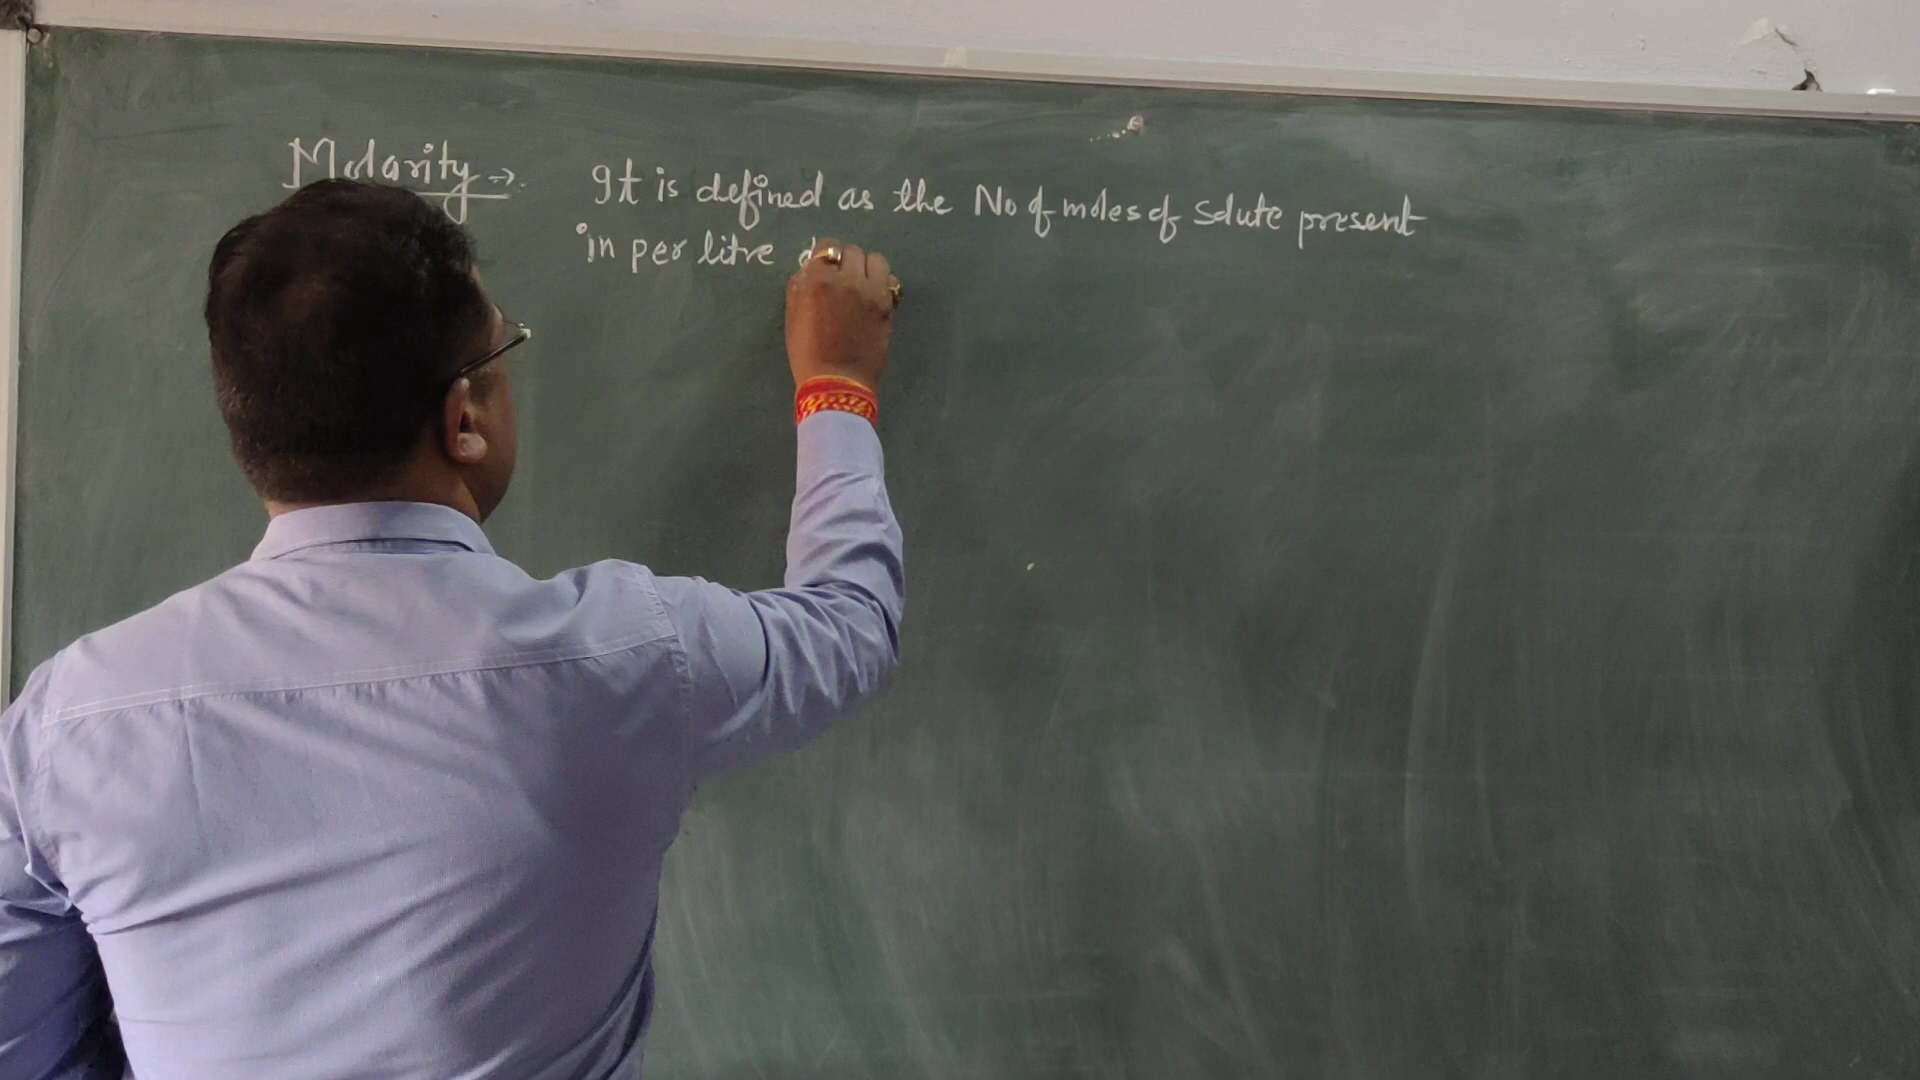 Molarity → It is defined as the No of moles of Solute present
in per litre